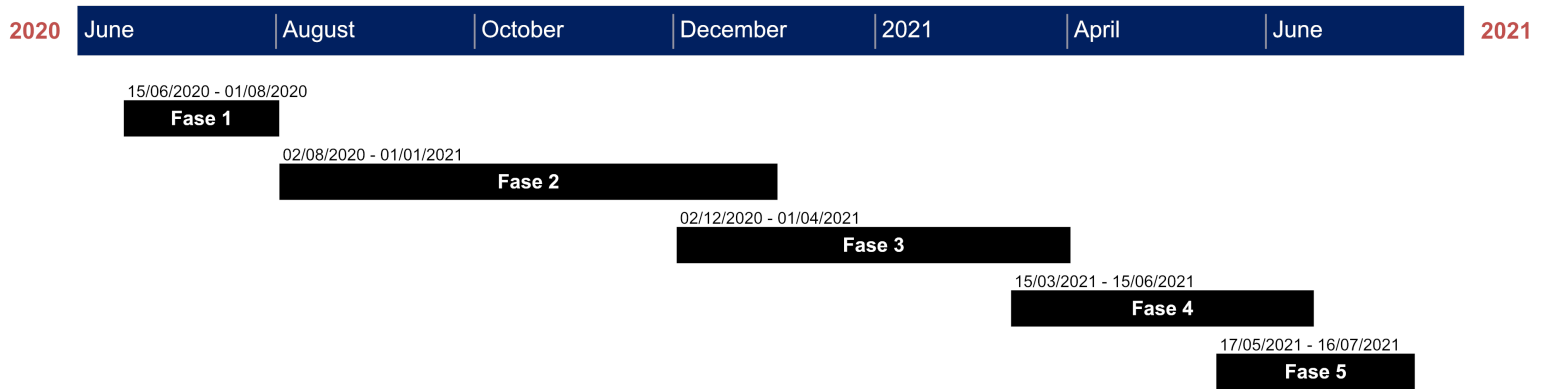 2020 June August October December 2021 April June 2021
15/06/2020 - 01/08/2020
Fase 1
02/08/2020 - 01/01/2021
Fase 2
02/12/2020 - 01/04/2021
Fase 3
15/03/2021 - 15/06/2021
Fase 4
17/05/2021 - 16/07/2021
Fase 5